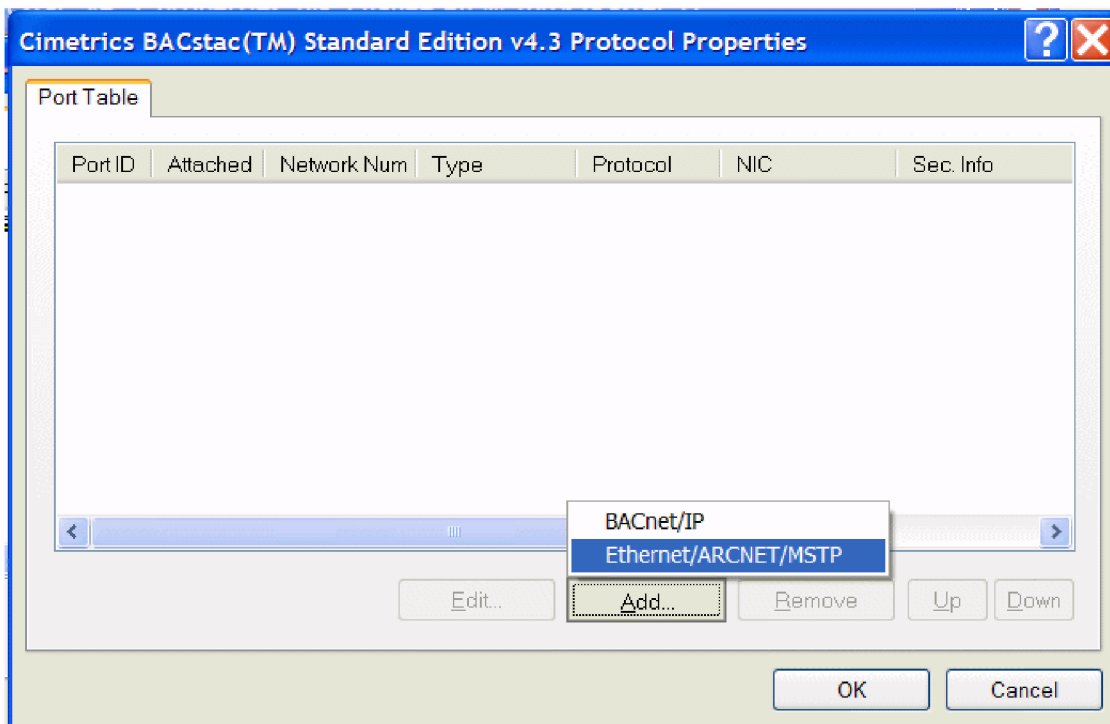 Cimetrics BACstac(TM) Standard Edition v4.3 Protocol Properties
Port Table
Port ID Attached Network Num Type Protocol NIC Sec. Info
BACnet/IP
Ethernet/ARCNET/MSTP
Edit... Add... Remove Up Down
OK Cancel